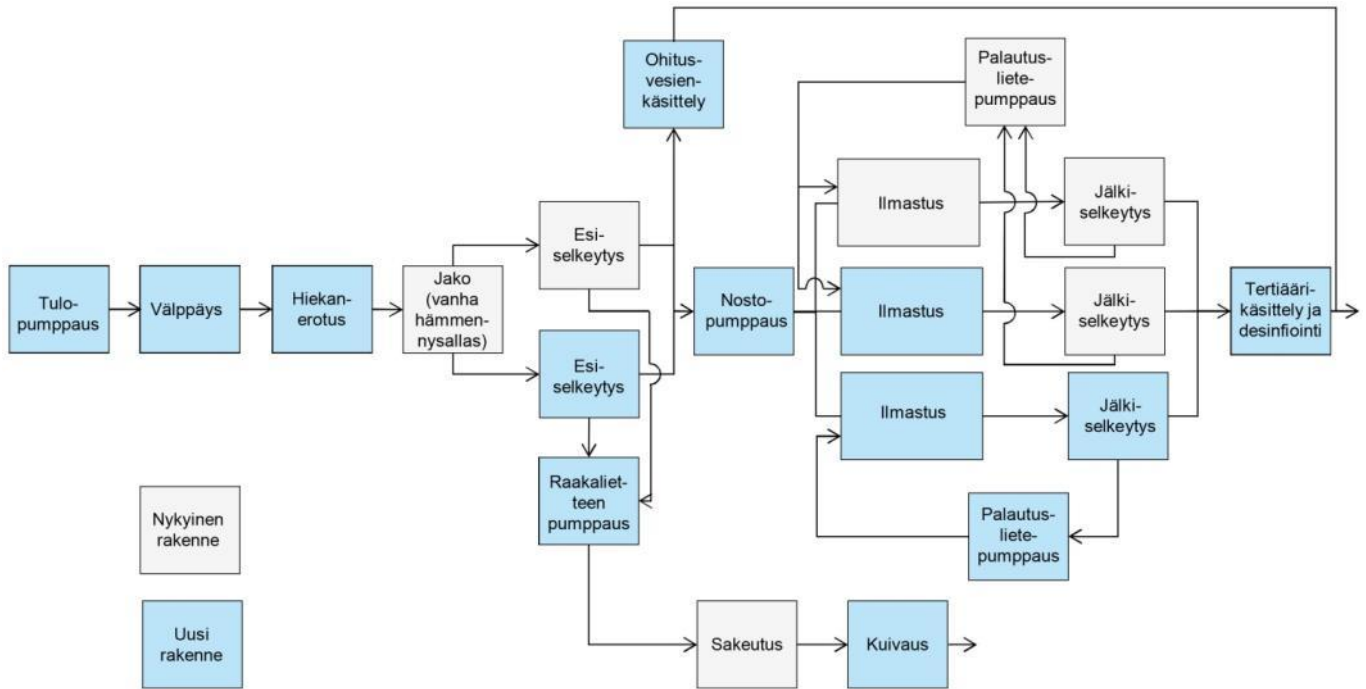 Ohitus-
vesien-
käsittely
Palautus-
liete-
pumppaus
Ilmastus
Jälki-
selkeytys
Esi-
selkeytys
Tulo-
pumppaus
Välppäys
Hiekan-
erotus
Jako
(vanha
hämmen-
nysallas)
Nosto-
pumppaus
Ilmastus
Jälki-
selkeytys
Tertiääri-
käsittely ja
desinfiointi
Esi-
selkeytys
Ilmastus
Jälki-
selkeytys
Raakaliet-
teen
pumppaus
Palautus-
liete-
pumppaus
Nykyinen
rakenne
Uusi
rakenne
Sakeutus
Kuivaus